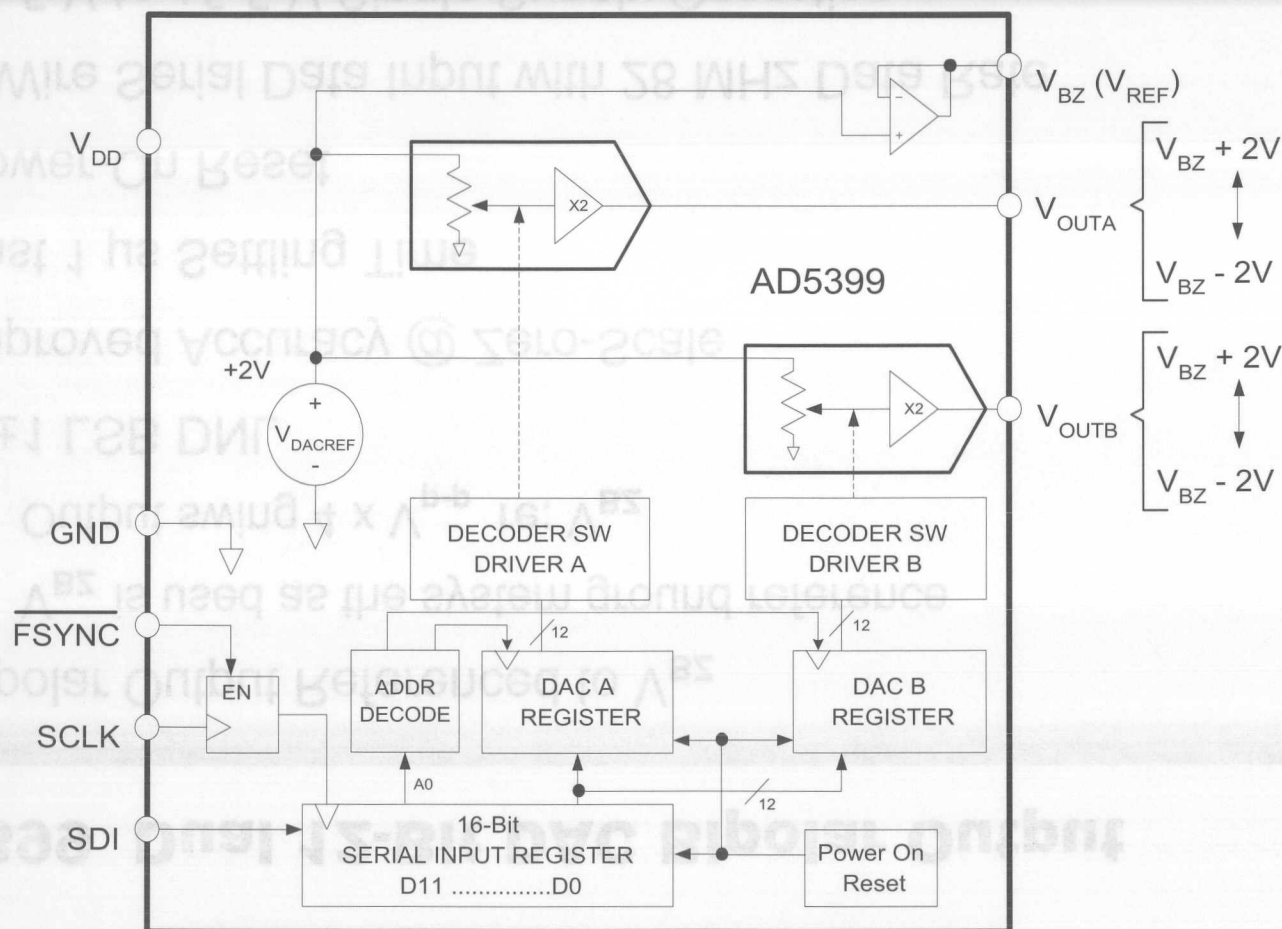 V_BZ (V_REF)
V_DD
V_BZ + 2V
X2
V_OUTA
V_BZ - 2V
AD5399
+2V
V_BZ + 2V
+
V_DACREF
-
X2
V_OUTB
V_BZ - 2V
GND
DECODER SW
DRIVER A
DECODER SW
DRIVER B
FSYNC
12
12
EN
ADDR
DECODE
DAC A
REGISTER
DAC B
REGISTER
SCLK
A0
12
SDI
16-Bit
SERIAL INPUT REGISTER
D11 ...............D0
Power On
Reset